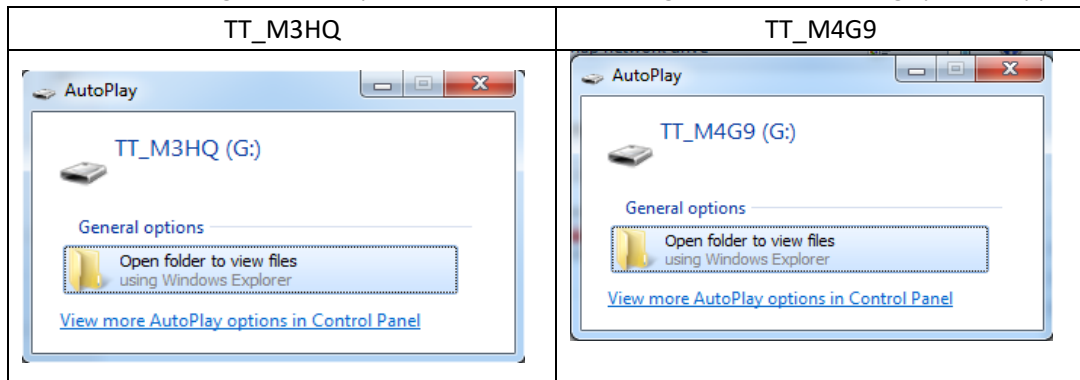 TT_M3HQ
TT_M4G9
AutoPlay
TT_M3HQ (G:)
General options
Open folder to view files
using Windows Explorer
View more AutoPlay options in Control Panel
AutoPlay
TT_M4G9 (G:)
General options
Open folder to view files
using Windows Explorer
View more AutoPlay options in Control Panel